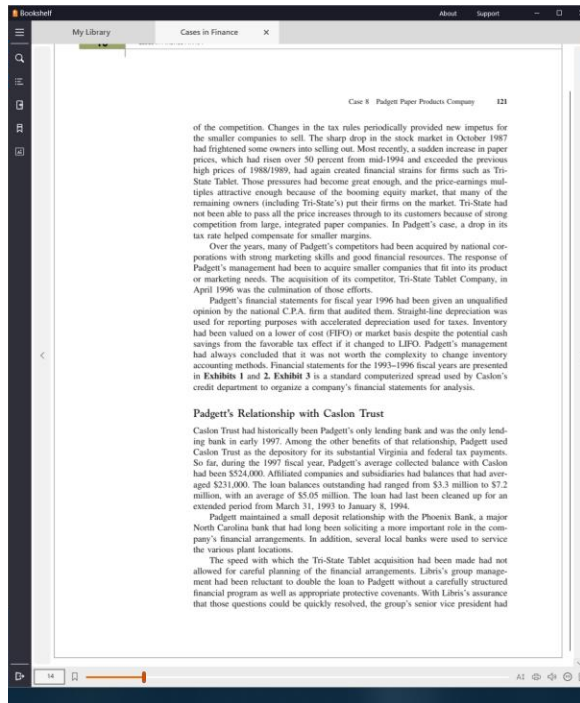 Bookshelf
About Support
My Library Cases in Finance ×
Case 8 Padgett Paper Products Company 121
of the competition. Changes in the tax rules periodically provided new impetus for
the smaller companies to sell. The sharp drop in the stock market in October 1987
had frightened some owners into selling out. Most recently, a sudden increase in paper
prices, which had risen over 50 percent from mid-1994 and exceeded the previous
high prices of 1988/1989, had again created financial strains for firms such as Tri-
State Tablet. Those pressures had become great enough, and the price-earnings mul-
tiples attractive enough because of the booming equity market, that many of the
remaining owners (including Tri-State's) put their firms on the market. Tri-State had
not been able to pass all the price increases through to its customers because of strong
competition from large, integrated paper companies. In Padgett's case, a drop in its
tax rate helped compensate for smaller margins.
Over the years, many of Padgett's competitors had been acquired by national cor-
porations with strong marketing skills and good financial resources. The response of
Padgett's management had been to acquire smaller companies that fit into its product
or marketing needs. The acquisition of its competitor, Tri-State Tablet Company, in
April 1996 was the culmination of those efforts.
Padgett's financial statements for fiscal year 1996 had been given an unqualified
opinion by the national C.P.A. firm that audited them. Straight-line depreciation was
used for reporting purposes with accelerated depreciation used for taxes. Inventory
had been valued on a lower of cost (FIFO) or market basis despite the potential cash
savings from the favorable tax effect if it changed to LIFO. Padgett's management
had always concluded that it was not worth the complexity to change inventory
accounting methods. Financial statements for the 1993–1996 fiscal years are presented
in Exhibits 1 and 2. Exhibit 3 is a standard computerized spread used by Caslon's
credit department to organize a company's financial statements for analysis.
Padgett's Relationship with Caslon Trust
Caslon Trust had historically been Padgett's only lending bank and was the only lend-
ing bank in early 1997. Among the other benefits of that relationship, Padgett used
Caslon Trust as the depository for its substantial Virginia and federal tax payments.
So far, during the 1997 fiscal year, Padgett's average collected balance with Caslon
had been $524,000. Affiliated companies and subsidiaries had balances that had aver-
aged $231,000. The loan balances outstanding had ranged from $3.3 million to $7.2
million, with an average of $5.05 million. The loan had last been cleaned up for an
extended period from March 31, 1993 to January 8, 1994.
Padgett maintained a small deposit relationship with the Phoenix Bank, a major
North Carolina bank that had long been soliciting a more important role in the com-
pany's financial arrangements. In addition, several local banks were used to service
the various plant locations.
The speed with which the Tri-State Tablet acquisition had been made had not
allowed for careful planning of the financial arrangements. Libris's group manage-
ment had been reluctant to double the loan to Padgett without a carefully structured
financial program as well as appropriate protective covenants. With Libris's assurance
that those questions could be quickly resolved, the group's senior vice president had
14